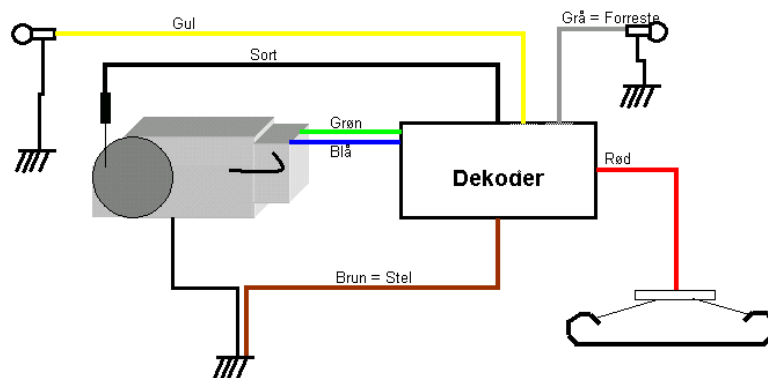 Gul
Grå = Forreste
Sort
Grøn
Blå
Dekoder
Rød
Brun = Stel